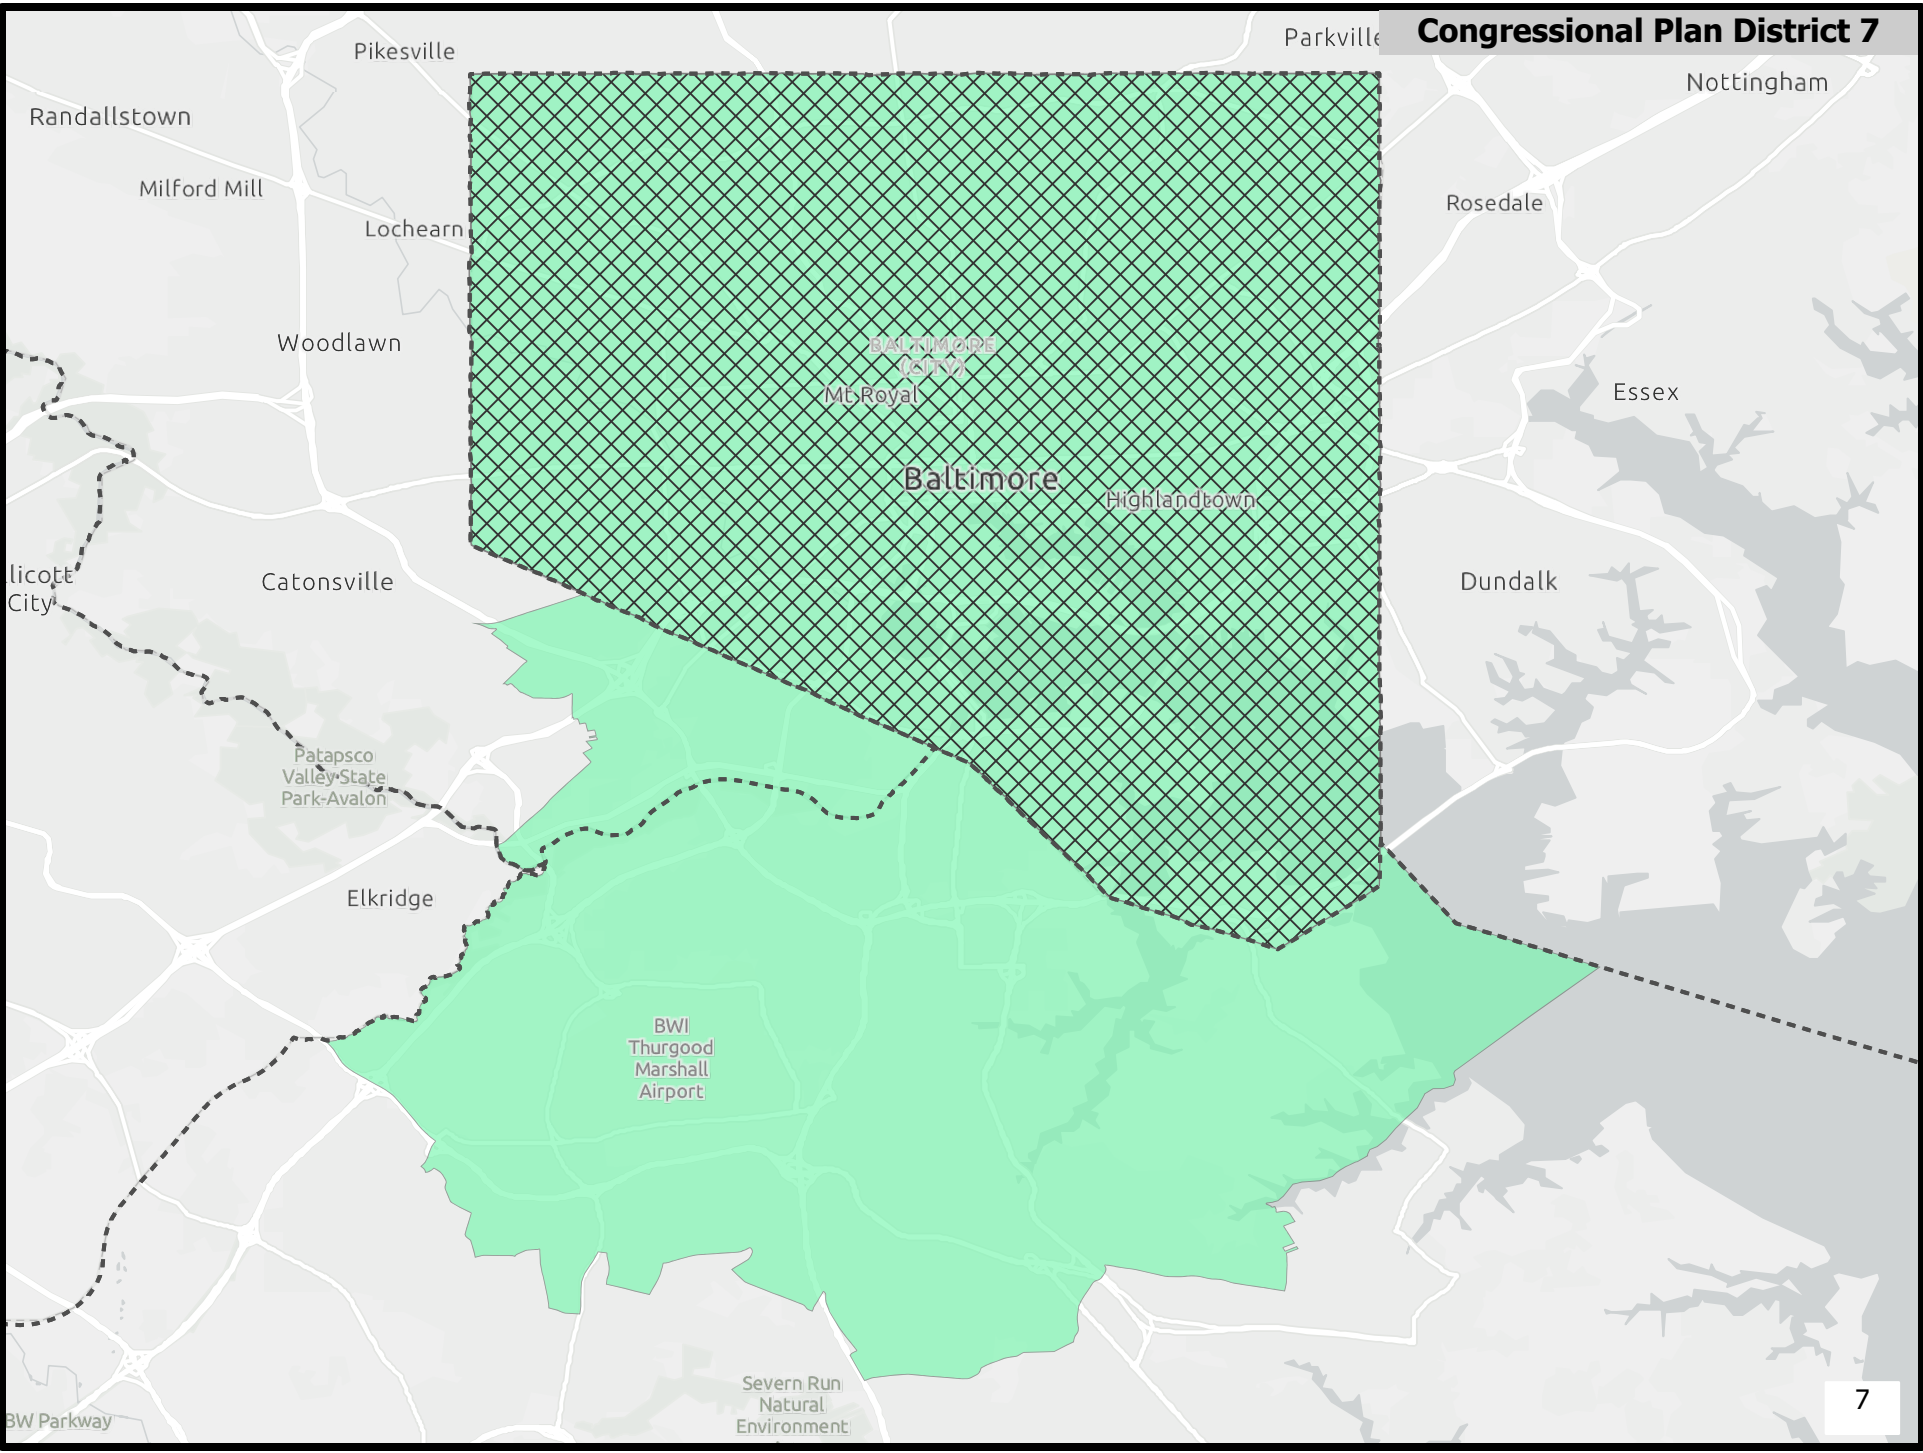 Congressional Plan District 7
Parkville
Pikesville
Nottingham
Randallstown
Milford Mill
Rosedale
Lochearn
Woodlawn
BALTIMORE
(CITY)
Mt Royal
Essex
Baltimore
Highlandtown
llicott
City
Catonsville
Dundalk
Patapsco
Valley State
Park-Avalon
Elkridge
BWI
Thurgood
Marshall
Airport
Severn Run
Natural
Environment
BW Parkway
7